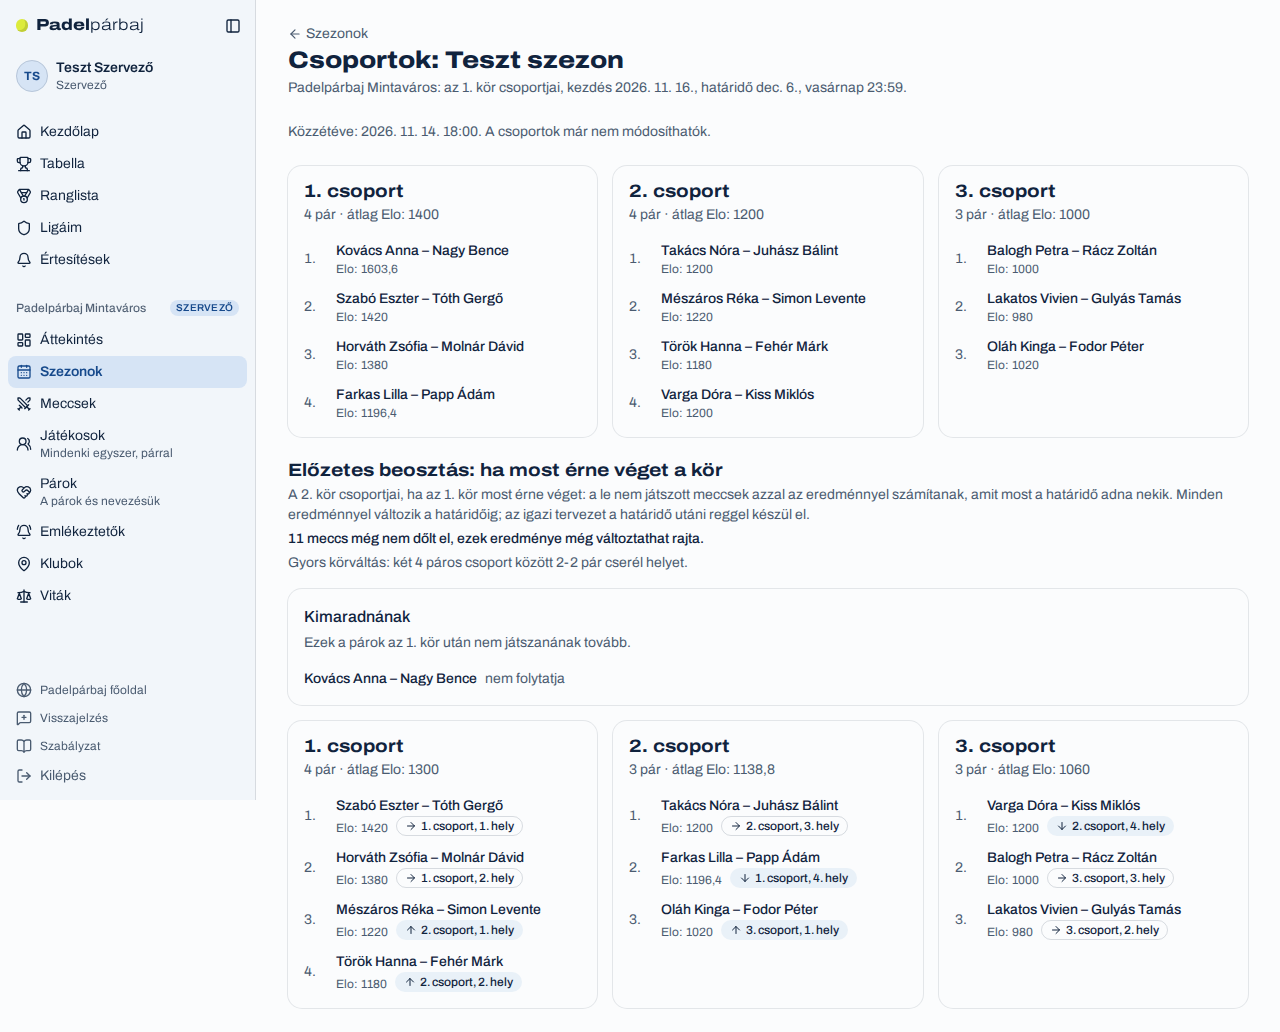 Padelpárbaj
TS
Teszt Szervező
Szervező
Kezdőlap
Tabella
Ranglista
Ligáim
Értesítések
Padelpárbaj Mintaváros SZERVEZŐ
Áttekintés
Szezonok
Meccsek
Játékosok
Mindenki egyszer, párral
Párok
A párok és nevezésük
Emlékeztetők
Klubok
Viták
Padelpárbaj főoldal
Visszajelzés
Szabályzat
Kilépés
← Szezonok
Csoportok: Teszt szezon
Padelpárbaj Mintaváros: az 1. kör csoportjai, kezdés 2026. 11. 16., határidő dec. 6., vasárnap 23:59.
Közzétéve: 2026. 11. 14. 18:00. A csoportok már nem módosíthatók.
1. csoport
4 pár · átlag Elo: 1400
1. Kovács Anna – Nagy Bence
Elo: 1603,6
2. Szabó Eszter – Tóth Gergő
Elo: 1420
3. Horváth Zsófia – Molnár Dávid
Elo: 1380
4. Farkas Lilla – Papp Ádám
Elo: 1196,4
2. csoport
4 pár · átlag Elo: 1200
1. Takács Nóra – Juhász Bálint
Elo: 1200
2. Mészáros Réka – Simon Levente
Elo: 1220
3. Török Hanna – Fehér Márk
Elo: 1180
4. Varga Dóra – Kiss Miklós
Elo: 1200
3. csoport
3 pár · átlag Elo: 1000
1. Balogh Petra – Rácz Zoltán
Elo: 1000
2. Lakatos Vivien – Gulyás Tamás
Elo: 980
3. Oláh Kinga – Fodor Péter
Elo: 1020
Előzetes beosztás: ha most érne véget a kör
A 2. kör csoportjai, ha az 1. kör most érne véget: a le nem játszott meccsek azzal az eredménnyel számítanak, amit most a határidő adna nekik. Minden
eredménnyel változik a határidőig; az igazi tervezet a határidő utáni reggel készül el.
11 meccs még nem dőlt el, ezek eredménye még változtathat rajta.
Gyors körváltás: két 4 páros csoport között 2-2 pár cserél helyet.
Kimaradnának
Ezek a párok az 1. kör után nem játszanának tovább.
Kovács Anna – Nagy Bence nem folytatja
1. csoport
4 pár · átlag Elo: 1300
1. Szabó Eszter – Tóth Gergő
Elo: 1420 → 1. csoport, 1. hely
2. Horváth Zsófia – Molnár Dávid
Elo: 1380 → 1. csoport, 2. hely
3. Mészáros Réka – Simon Levente
Elo: 1220 ↑ 2. csoport, 1. hely
4. Török Hanna – Fehér Márk
Elo: 1180 ↑ 2. csoport, 2. hely
2. csoport
3 pár · átlag Elo: 1138,8
1. Takács Nóra – Juhász Bálint
Elo: 1200 → 2. csoport, 3. hely
2. Farkas Lilla – Papp Ádám
Elo: 1196,4 ↓ 1. csoport, 4. hely
3. Oláh Kinga – Fodor Péter
Elo: 1020 ↑ 3. csoport, 1. hely
3. csoport
3 pár · átlag Elo: 1060
1. Varga Dóra – Kiss Miklós
Elo: 1200 ↓ 2. csoport, 4. hely
2. Balogh Petra – Rácz Zoltán
Elo: 1000 → 3. csoport, 3. hely
3. Lakatos Vivien – Gulyás Tamás
Elo: 980 → 3. csoport, 2. hely